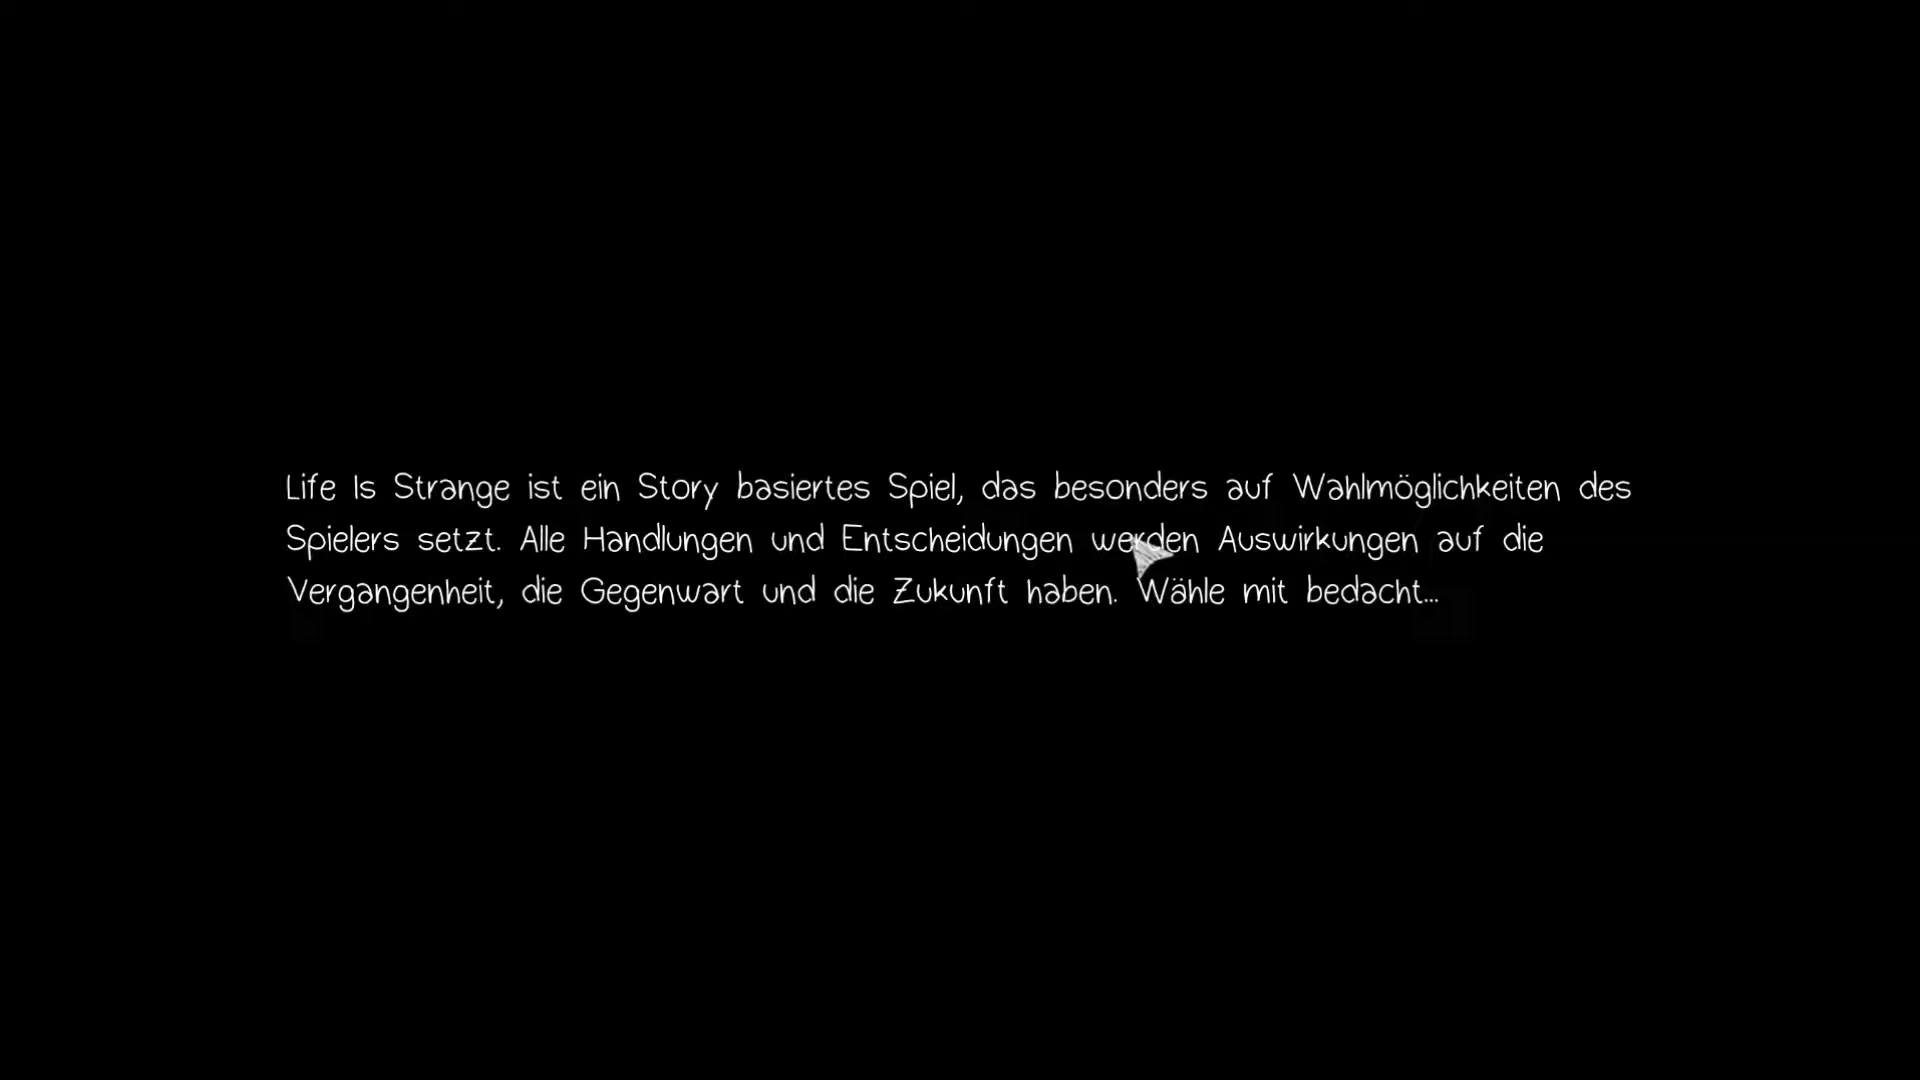 Life Is Strange ist ein Story basiertes Spiel, das besonders auf Wahlmöglichkeiten des
Spielers setzt. Alle Handlungen und Entscheidungen werden Auswirkungen auf die
Vergangenheit, die Gegenwart und die Zukunft haben. Wähle mit bedacht...